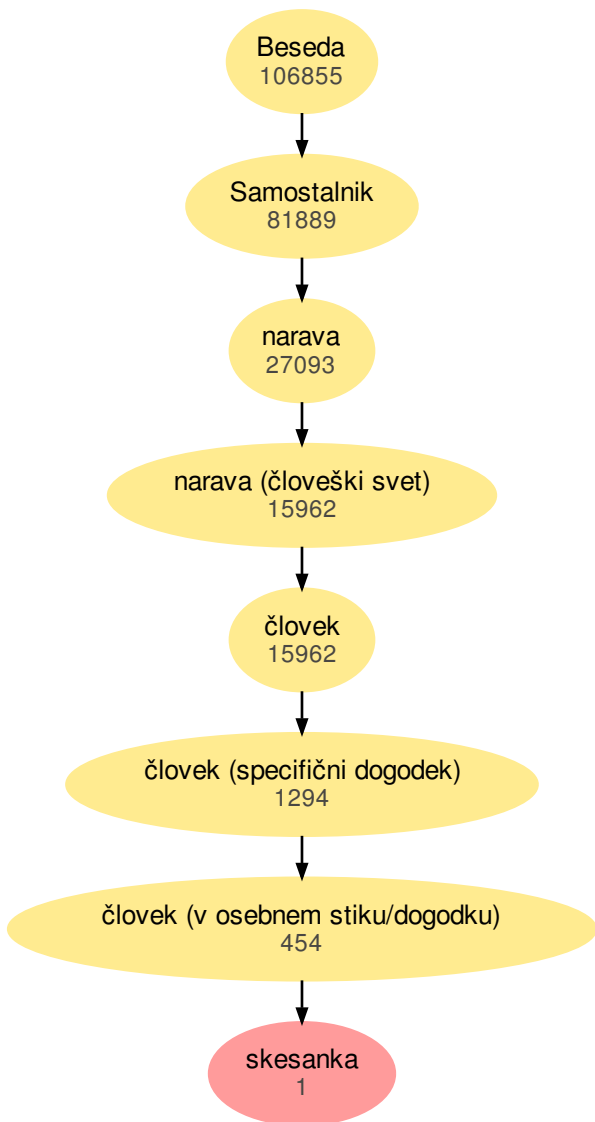 Beseda
106855
Samostalnik
81889
narava
27093
narava (človeški svet)
15962
človek
15962
človek (specifični dogodek)
1294
človek (v osebnem stiku/dogodku)
454
skesanka
1